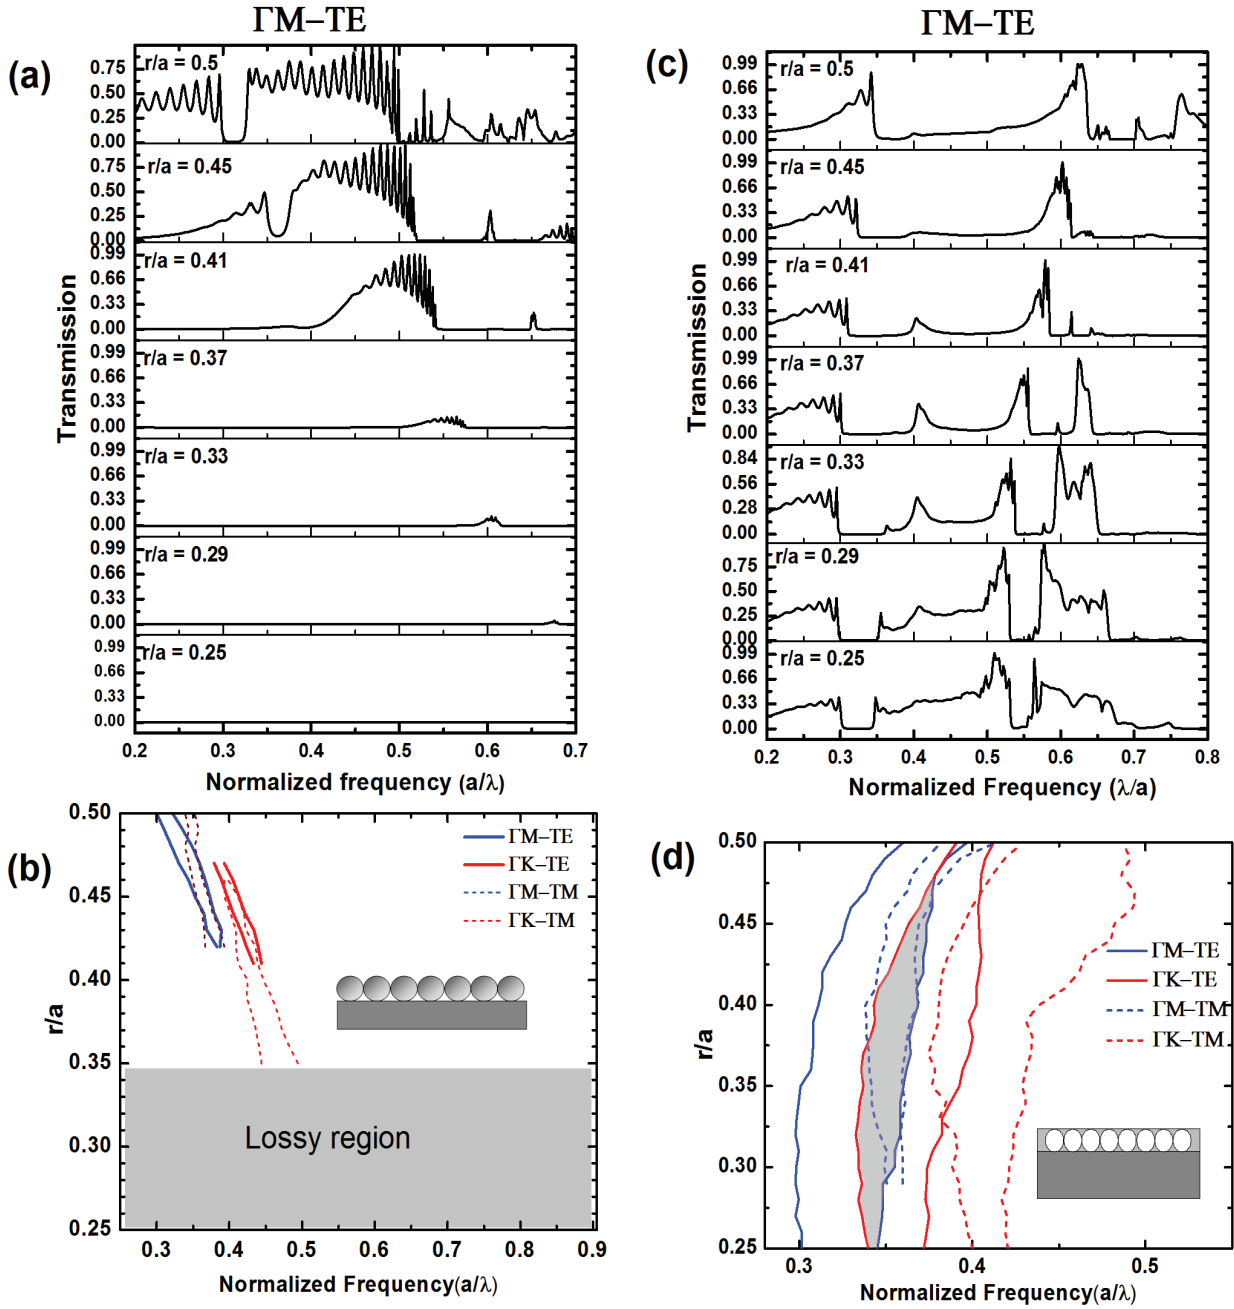 ΓM–TE
(a)
r/a = 0.5
0.75
0.50
0.25
0.00
r/a = 0.45
0.75
0.50
0.25
0.00
r/a = 0.41
0.99
0.66
0.33
0.00
r/a = 0.37
0.99
0.66
0.33
0.00
r/a = 0.33
0.99
0.66
0.33
0.00
r/a = 0.29
0.99
0.66
0.33
0.00
r/a = 0.25
0.99
0.66
0.33
0.00
Transmission
0.2 0.3 0.4 0.5 0.6 0.7
Normalized frequency (a/λ)
ΓM–TE
(c)
r/a = 0.5
0.99
0.66
0.33
0.00
r/a = 0.45
0.99
0.66
0.33
0.00
r/a = 0.41
0.99
0.66
0.33
0.00
r/a = 0.37
0.99
0.66
0.33
0.00
r/a = 0.33
0.84
0.56
0.28
0.00
r/a = 0.29
0.75
0.50
0.25
0.00
r/a = 0.25
0.99
0.66
0.33
0.00
Transmission
0.2 0.3 0.4 0.5 0.6 0.7 0.8
Normalized Frequency (λ/a)
(b)
0.50
0.45
0.40
0.35
0.30
0.25
r/a
ΓM–TE
ΓK–TE
ΓM–TM
ΓK–TM
Lossy region
0.3 0.4 0.5 0.6 0.7 0.8 0.9
Normalized Frequency(a/λ)
(d)
0.50
0.45
0.40
0.35
0.30
0.25
r/a
ΓM–TE
ΓK–TE
ΓM–TM
ΓK–TM
0.3 0.4 0.5
Normalized Frequency(a/λ)